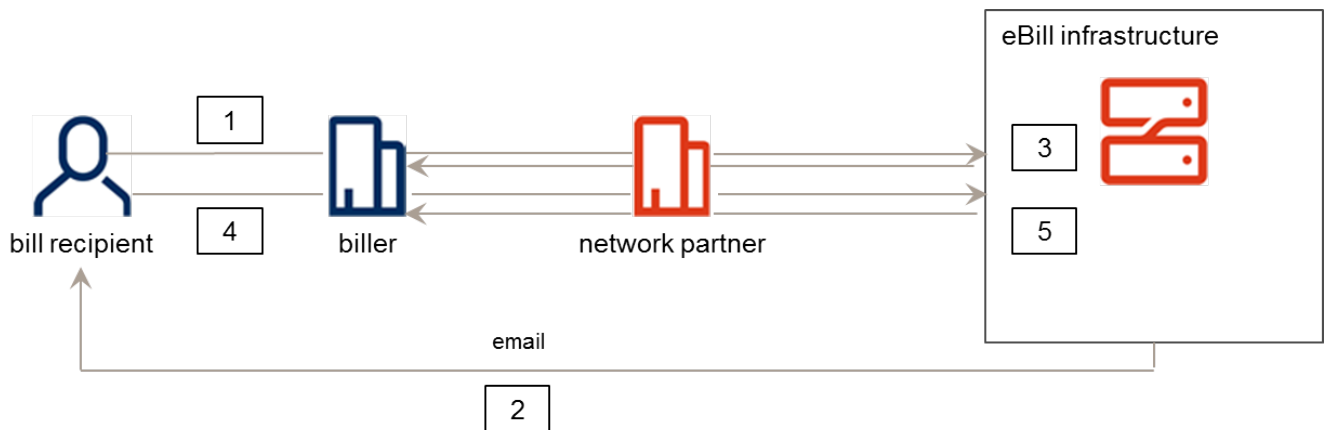 eBill infrastructure
1
3
4
5
bill recipient
biller
network partner
email
2